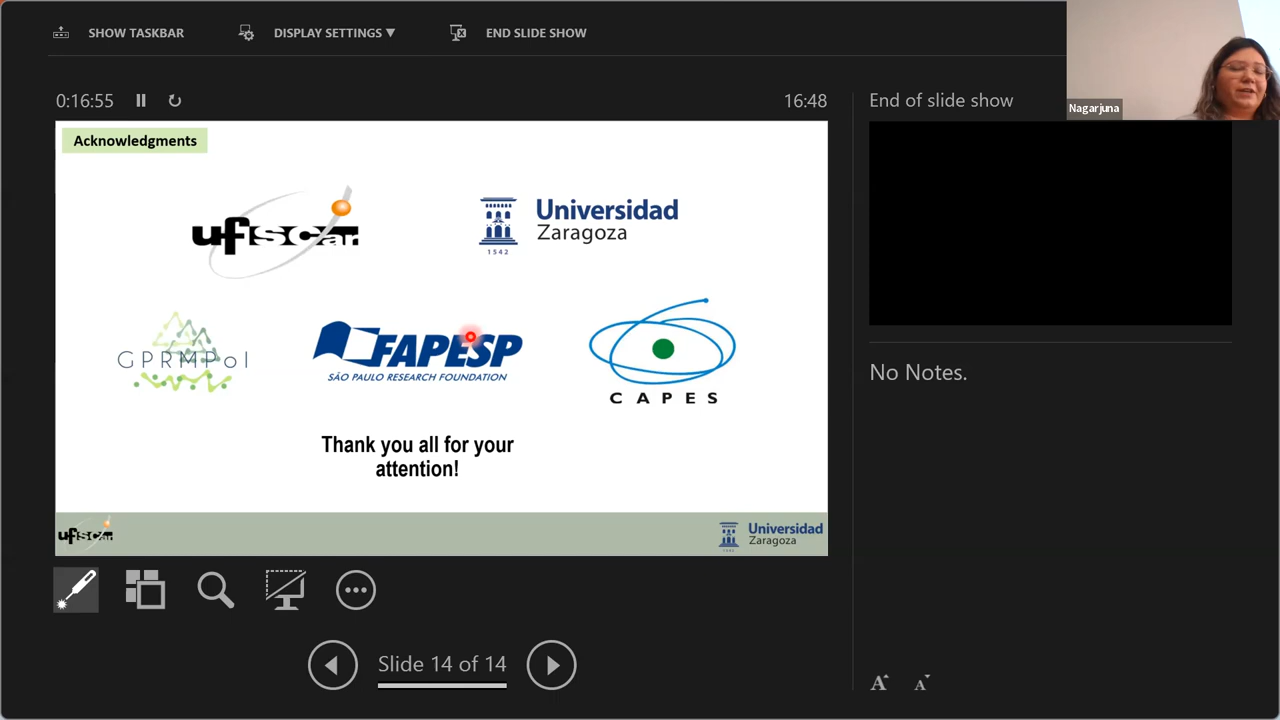 SHOW TASKBAR
DISPLAY SETTINGS ▼
END SLIDE SHOW
0:16:55
16:48
End of slide show
Nagarjuna
Acknowledgments
ufscar
Universidad
Zaragoza
1542
GPRMPol
FAPESP
SÃO PAULO RESEARCH FOUNDATION
CAPES
Thank you all for your
attention!
ufscar
Universidad
Zaragoza
No Notes.
Slide 14 of 14
A A